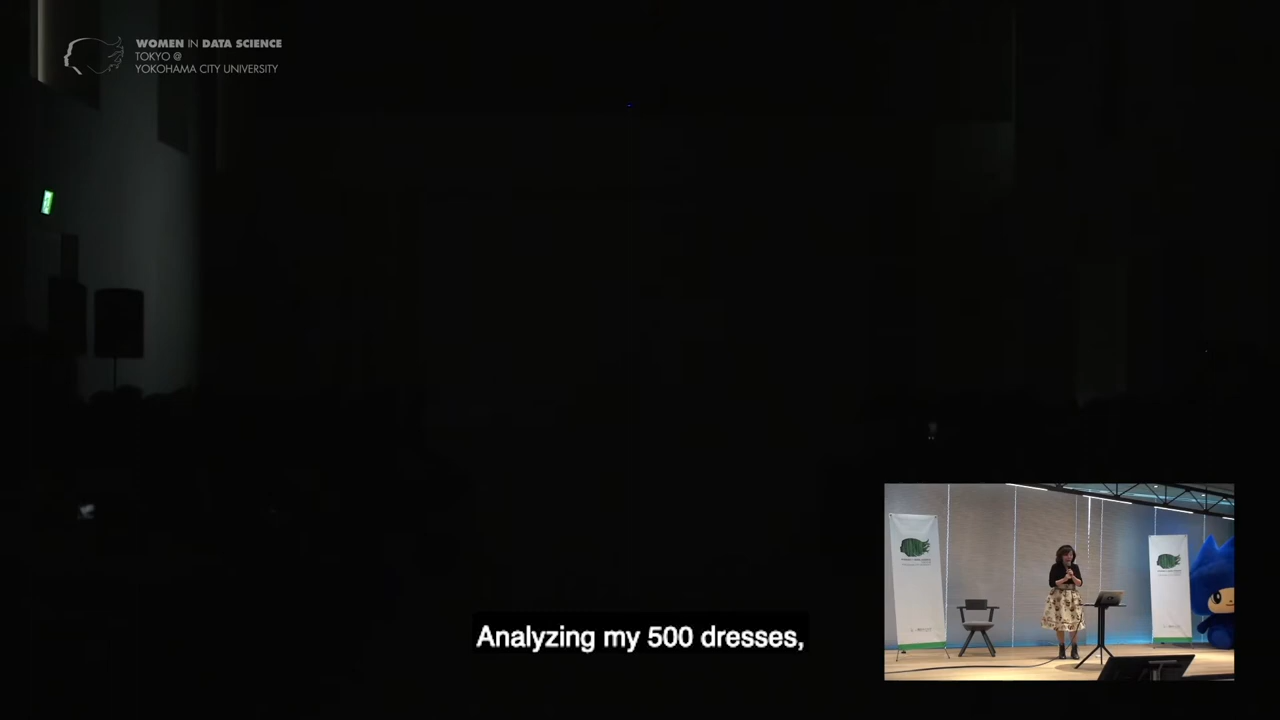 WOMEN IN DATA SCIENCE
TOKYO @
YOKOHAMA CITY UNIVERSITY
Analyzing my 500 dresses,